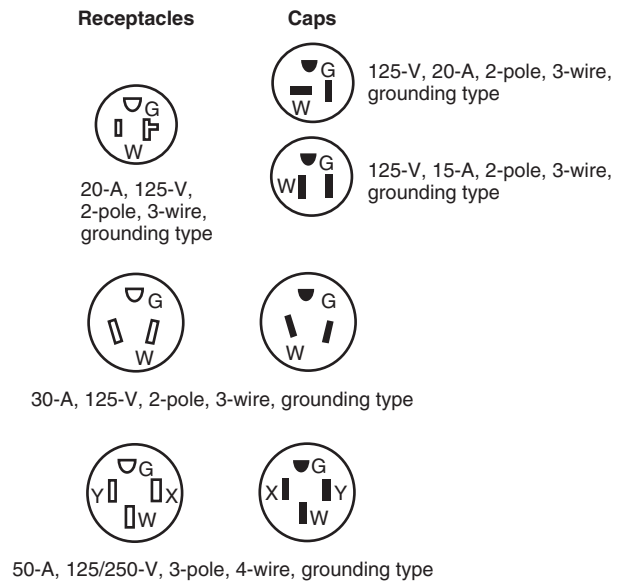 Receptacles
Caps
G
W
20-A, 125-V,
2-pole, 3-wire,
grounding type
G
W
125-V, 20-A, 2-pole, 3-wire,
grounding type
G
W
125-V, 15-A, 2-pole, 3-wire,
grounding type
G
W
G
W
30-A, 125-V, 2-pole, 3-wire, grounding type
G
Y
X
W
G
X
Y
W
50-A, 125/250-V, 3-pole, 4-wire, grounding type